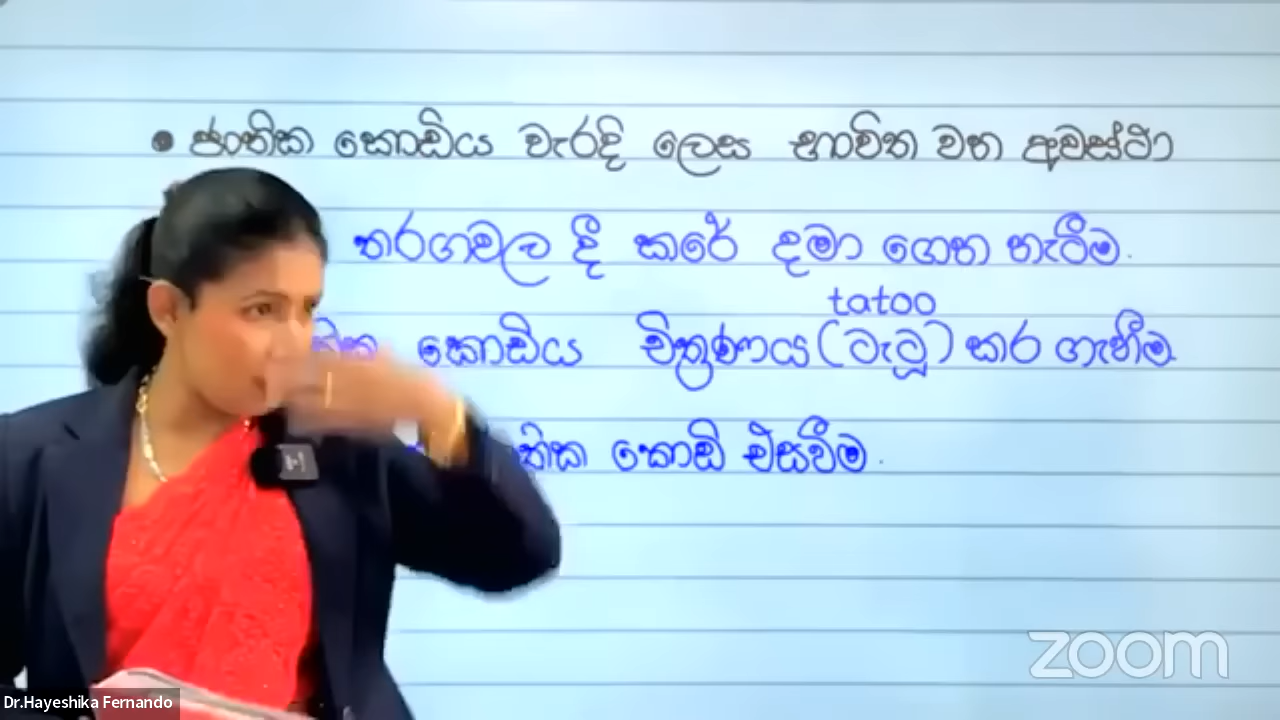 • ජාතික කොඩිය වැරදි ලෙස භාවිත වන අවස්ථා
තරගවල දී කරේ දමා ගෙන හැටීම.
tatoo
කොඩිය චිත්‍රණය (ටැටූ) කර ගැනීම.
කොඩි එසවීම.
zoom
Dr.Hayeshika Fernando